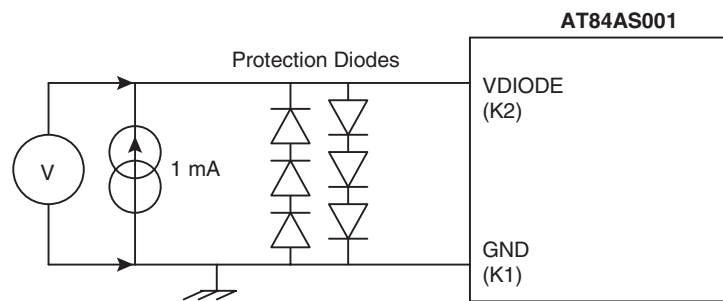 AT84AS001
Protection Diodes
VDIODE
(K2)
V
1 mA
GND
(K1)